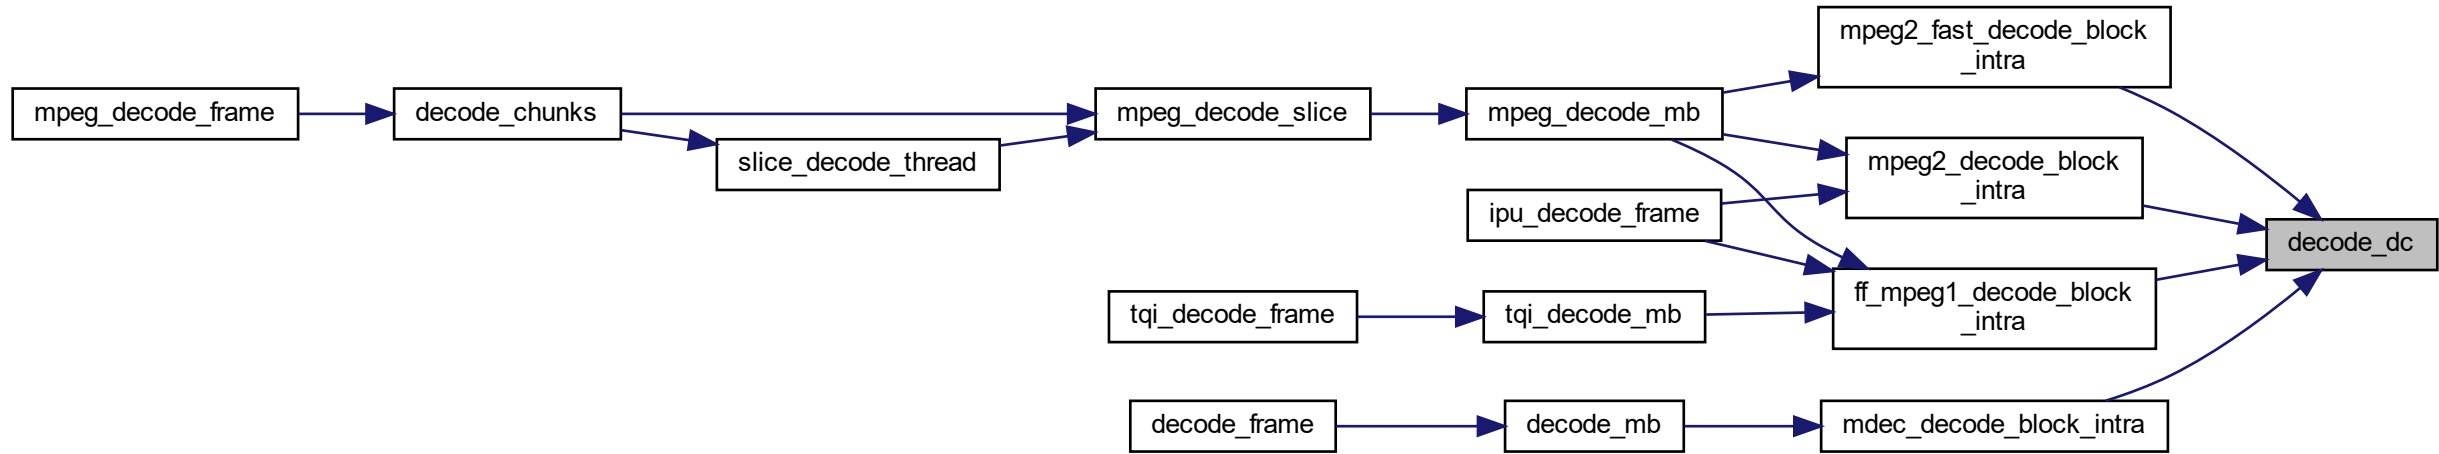 mpeg2_fast_decode_block
_intra
mpeg_decode_frame
decode_chunks
mpeg_decode_slice
mpeg_decode_mb
slice_decode_thread
mpeg2_decode_block
_intra
ipu_decode_frame
decode_dc
ff_mpeg1_decode_block
_intra
tqi_decode_frame
tqi_decode_mb
decode_frame
decode_mb
mdec_decode_block_intra